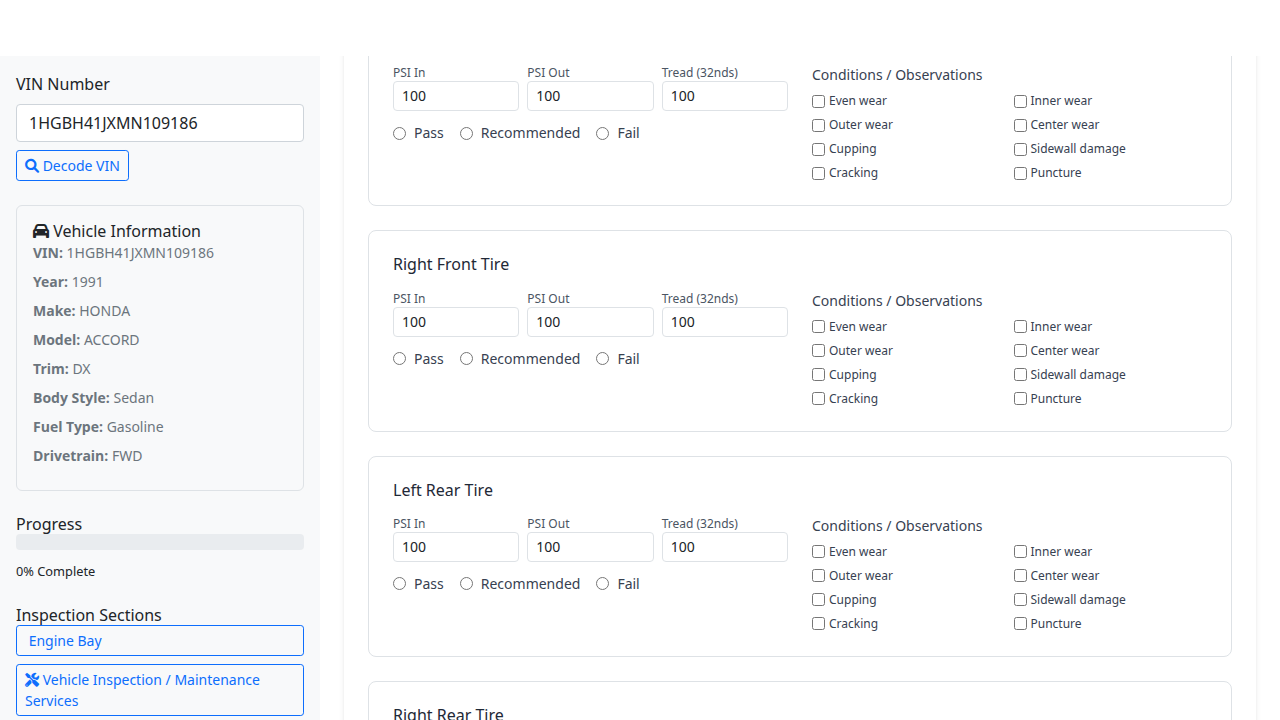 VIN Number
1HGBH41JXMN109186
Decode VIN
Vehicle Information
VIN: 1HGBH41JXMN109186
Year: 1991
Make: HONDA
Model: ACCORD
Trim: DX
Body Style: Sedan
Fuel Type: Gasoline
Drivetrain: FWD
Progress
0% Complete
Inspection Sections
Engine Bay
Vehicle Inspection / Maintenance
Services
PSI In PSI Out Tread (32nds)
100 100 100
Pass Recommended Fail
Conditions / Observations
Even wear Inner wear
Outer wear Center wear
Cupping Sidewall damage
Cracking Puncture
Right Front Tire
PSI In PSI Out Tread (32nds)
100 100 100
Pass Recommended Fail
Conditions / Observations
Even wear Inner wear
Outer wear Center wear
Cupping Sidewall damage
Cracking Puncture
Left Rear Tire
PSI In PSI Out Tread (32nds)
100 100 100
Pass Recommended Fail
Conditions / Observations
Even wear Inner wear
Outer wear Center wear
Cupping Sidewall damage
Cracking Puncture
Right Rear Tire